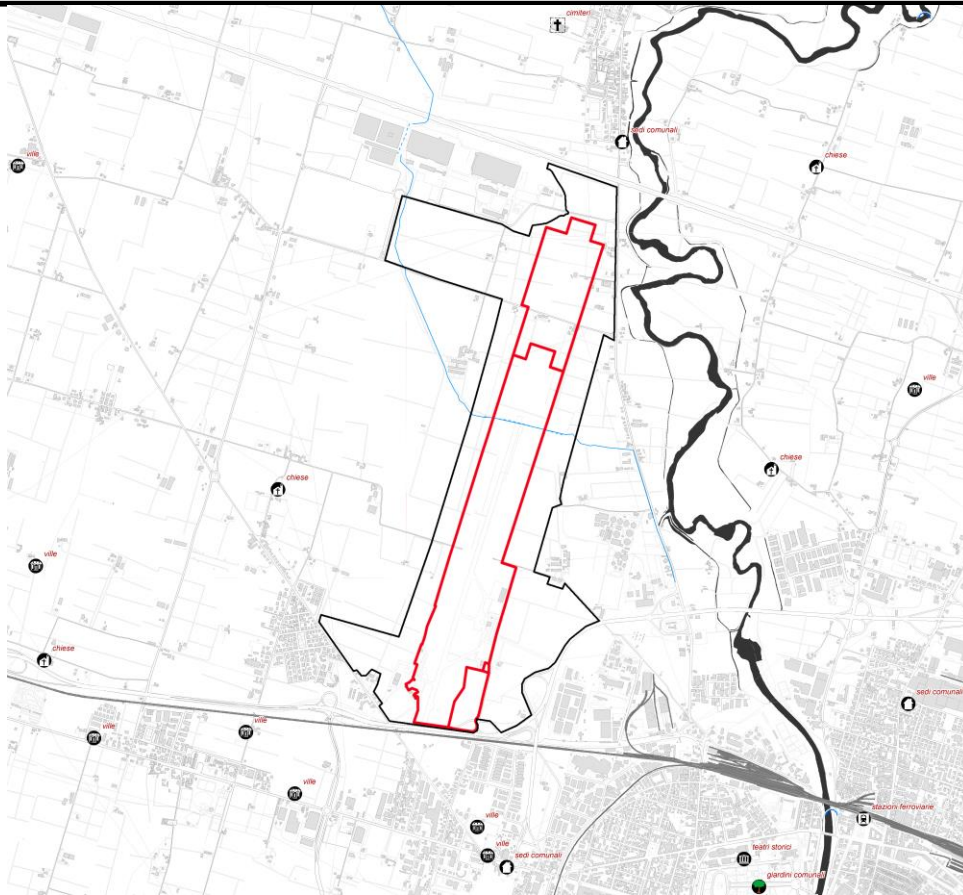 cimiteri
sedi comunali
ville
chiese
ville
chiese
chiese
ville
chiese
sedi comunali
ville
ville
ville
stazioni ferroviarie
ville
ville
teatri storici
sedi comunali
giardini comunali